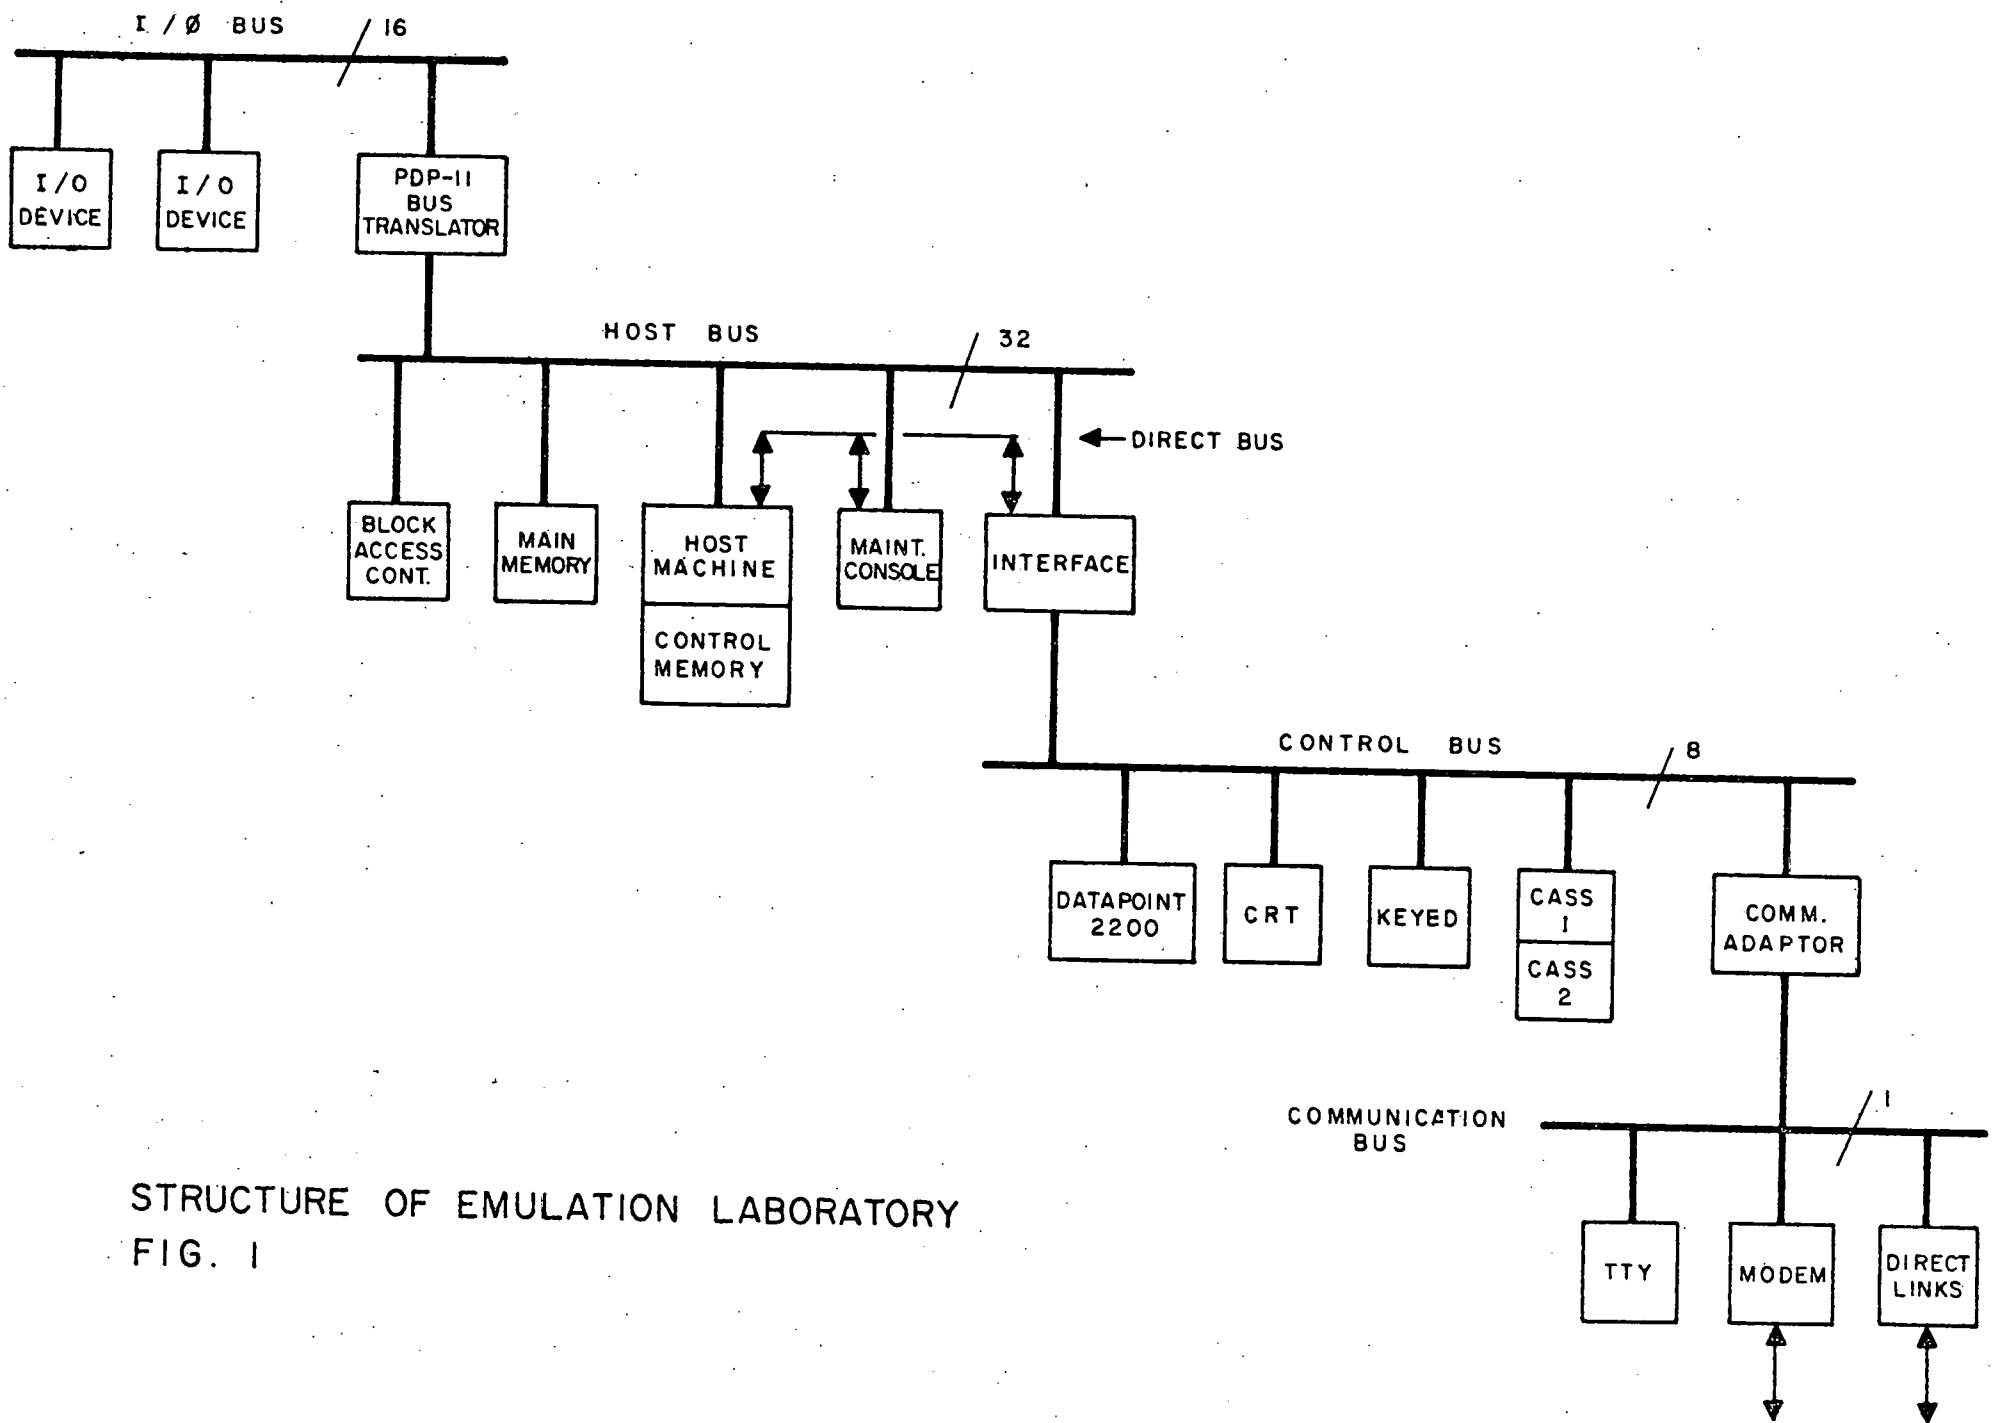 I / Ø BUS
16
I/O
DEVICE
I/O
DEVICE
PDP-11
BUS
TRANSLATOR
HOST BUS
32
DIRECT BUS
BLOCK
ACCESS
CONT.
MAIN
MEMORY
HOST
MACHINE
CONTROL
MEMORY
MAINT.
CONSOLE
INTERFACE
CONTROL BUS
8
DATAPOINT
2200
CRT
KEYED
CASS
1
CASS
2
COMM.
ADAPTOR
COMMUNICATION
BUS
1
TTY
MODEM
DIRECT
LINKS
STRUCTURE OF EMULATION LABORATORY
FIG. 1